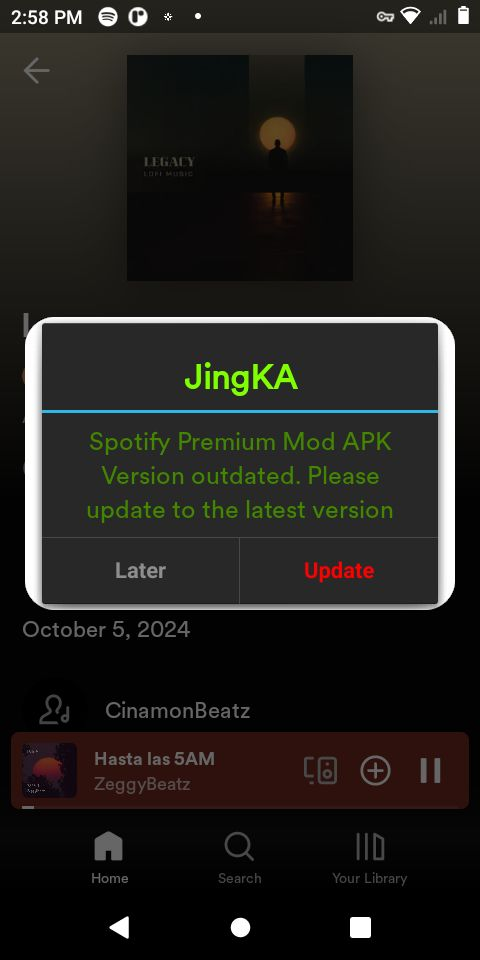 2:58 PM
LEGACY
LOFI MUSIC
JingKA
Spotify Premium Mod APK
Version outdated. Please
update to the latest version
Later
Update
October 5, 2024
CinamonBeatz
Hasta las 5AM
ZeggyBeatz
Home
Search
Your Library